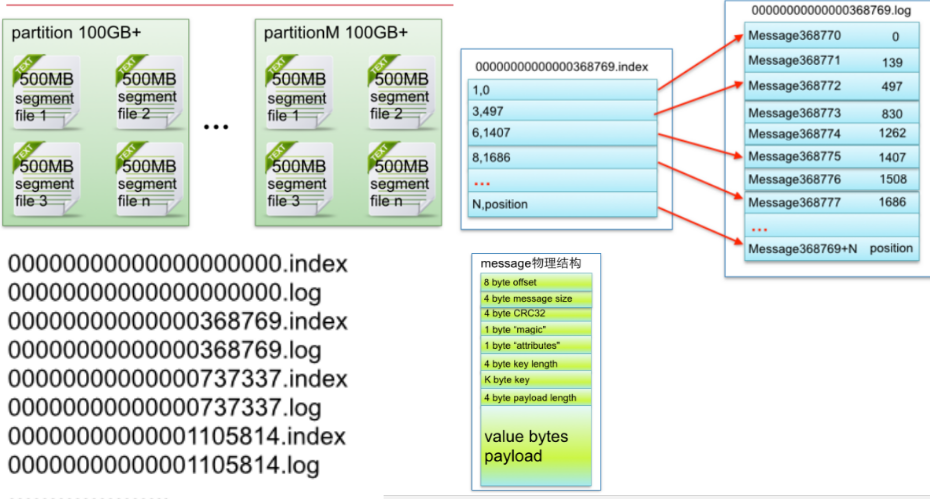 partition 100GB+
TEXT
500MB
segment
file 1
TEXT
500MB
segment
file 2
TEXT
500MB
segment
file 3
TEXT
500MB
segment
file n
...
partitionM 100GB+
TEXT
500MB
segment
file 1
TEXT
500MB
segment
file 2
TEXT
500MB
segment
file 3
TEXT
500MB
segment
file n
00000000000000368769.index
1,0
3,497
6,1407
8,1686
...
N,position
00000000000000368769.log
Message368770 0
Message368771 139
Message368772 497
Message368773 830
Message368774 1262
Message368775 1407
Message368776 1508
Message368777 1686
...
Message368769+N position
00000000000000000000.index
00000000000000000000.log
00000000000000368769.index
00000000000000368769.log
00000000000000737337.index
00000000000000737337.log
00000000000001105814.index
00000000000001105814.log
message物理结构
8 byte offset
4 byte message size
4 byte CRC32
1 byte “magic"
1 byte “attributes"
4 byte key length
K byte key
4 byte payload length
value bytes
payload